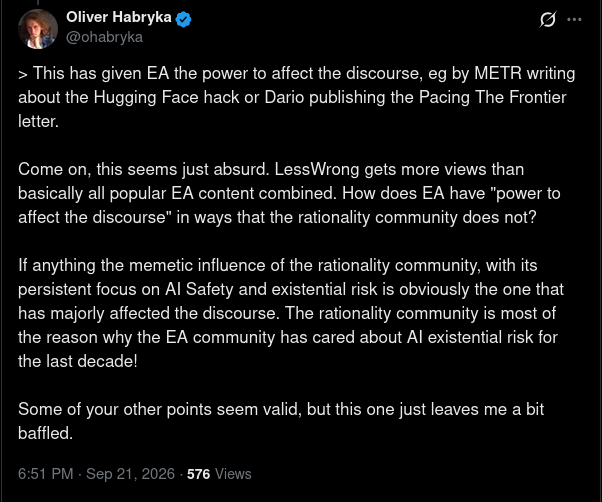 Oliver Habryka
@ohabryka
> This has given EA the power to affect the discourse, eg by METR writing
about the Hugging Face hack or Dario publishing the Pacing The Frontier
letter.
Come on, this seems just absurd. LessWrong gets more views than
basically all popular EA content combined. How does EA have "power to
affect the discourse" in ways that the rationality community does not?
If anything the memetic influence of the rationality community, with its
persistent focus on AI Safety and existential risk is obviously the one that
has majorly affected the discourse. The rationality community is most of
the reason why the EA community has cared about AI existential risk for
the last decade!
Some of your other points seem valid, but this one just leaves me a bit
baffled.
6:51 PM · Sep 21, 2026 · 576 Views